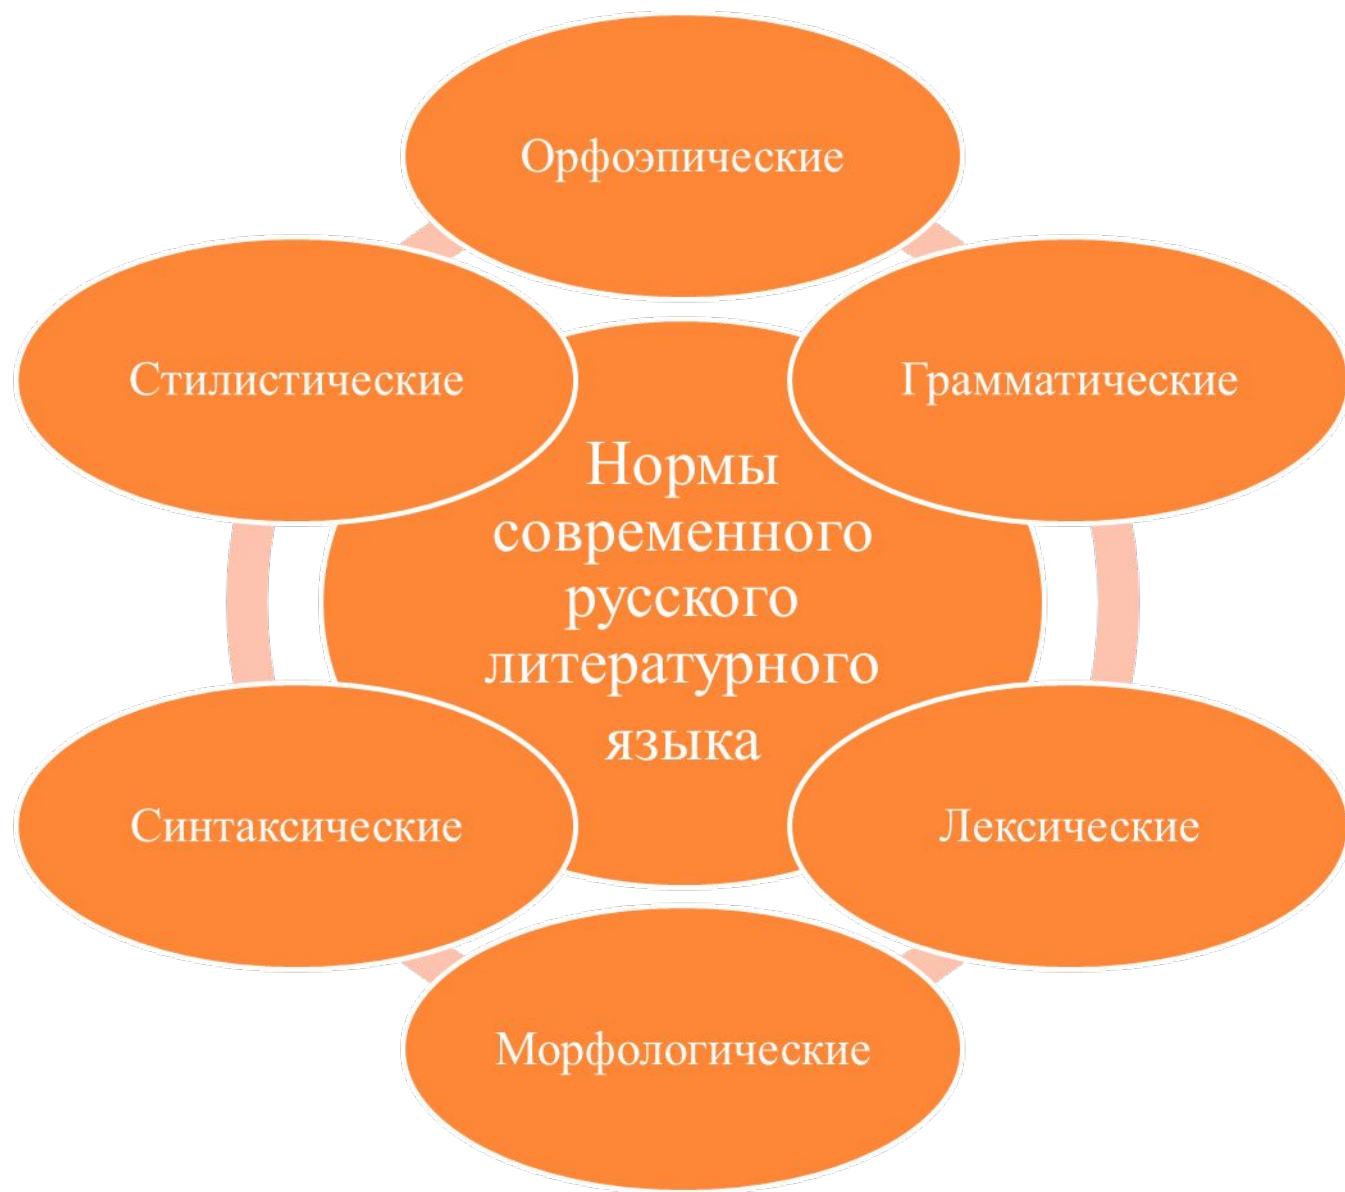 Орфоэпические
Стилистические
Грамматические
Нормы
современного
русского
литературного
языка
Синтаксические
Лексические
Морфологические